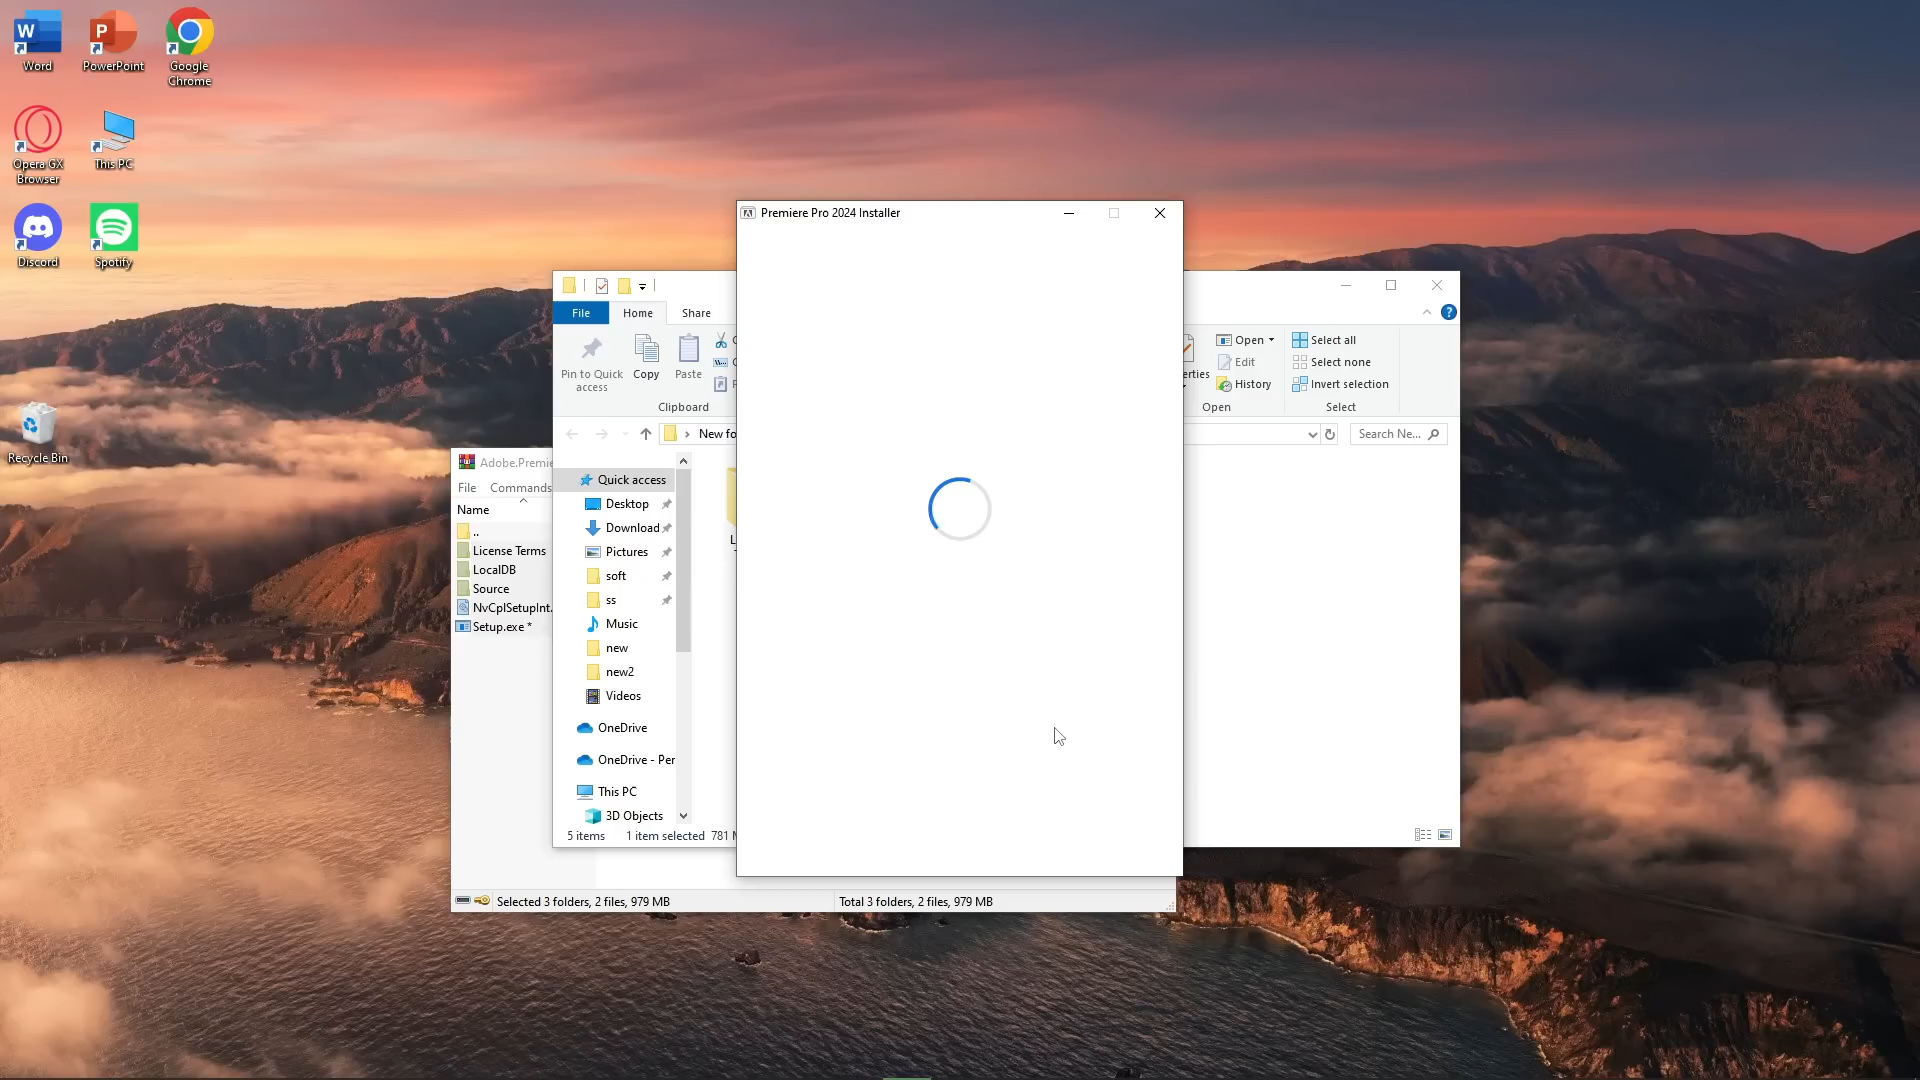 Word
PowerPoint
Google
Chrome
Opera GX
Browser
This PC
Discord
Spotify
Recycle Bin
Premiere Pro 2024 Installer
File
Home
Share
Pin to Quick
access
Copy
Paste
Clipboard
erties
Open
Edit
History
Open
Select all
Select none
Invert selection
Select
New fo
Search Ne...
Quick access
Desktop
Download
Pictures
soft
ss
Music
new
new2
Videos
OneDrive
OneDrive - Per
This PC
3D Objects
5 items 1 item selected 781 M
Adobe.Premie
File Commands
Name
..
License Terms
LocalDB
Source
NvCplSetupInt.
Setup.exe *
Selected 3 folders, 2 files, 979 MB
Total 3 folders, 2 files, 979 MB